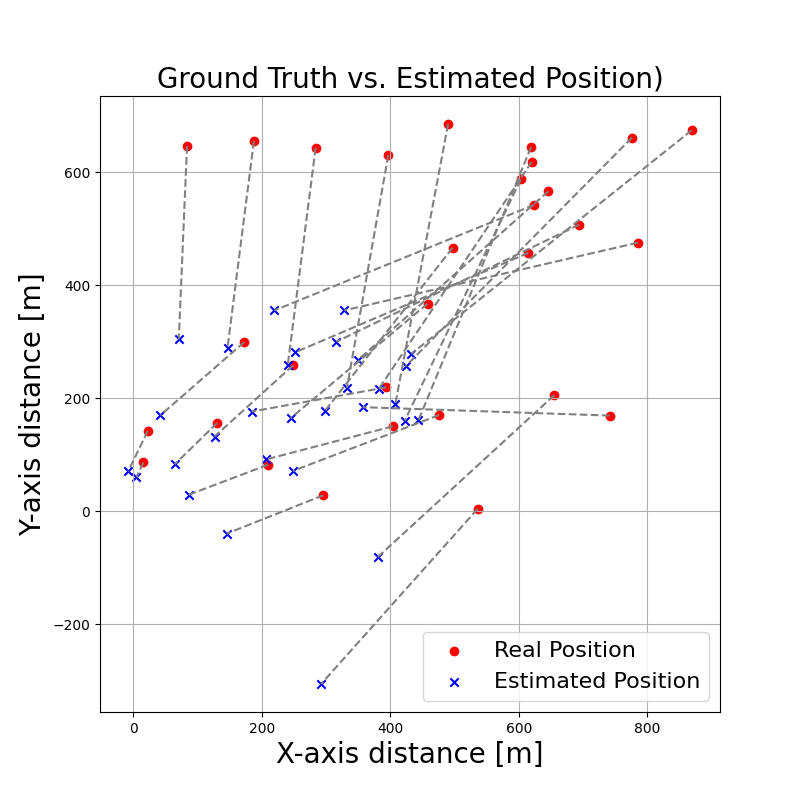 Ground Truth vs. Estimated Position)
Y-axis distance [m]
600
400
200
0
−200
0 200 400 600 800
X-axis distance [m]
Real Position
Estimated Position